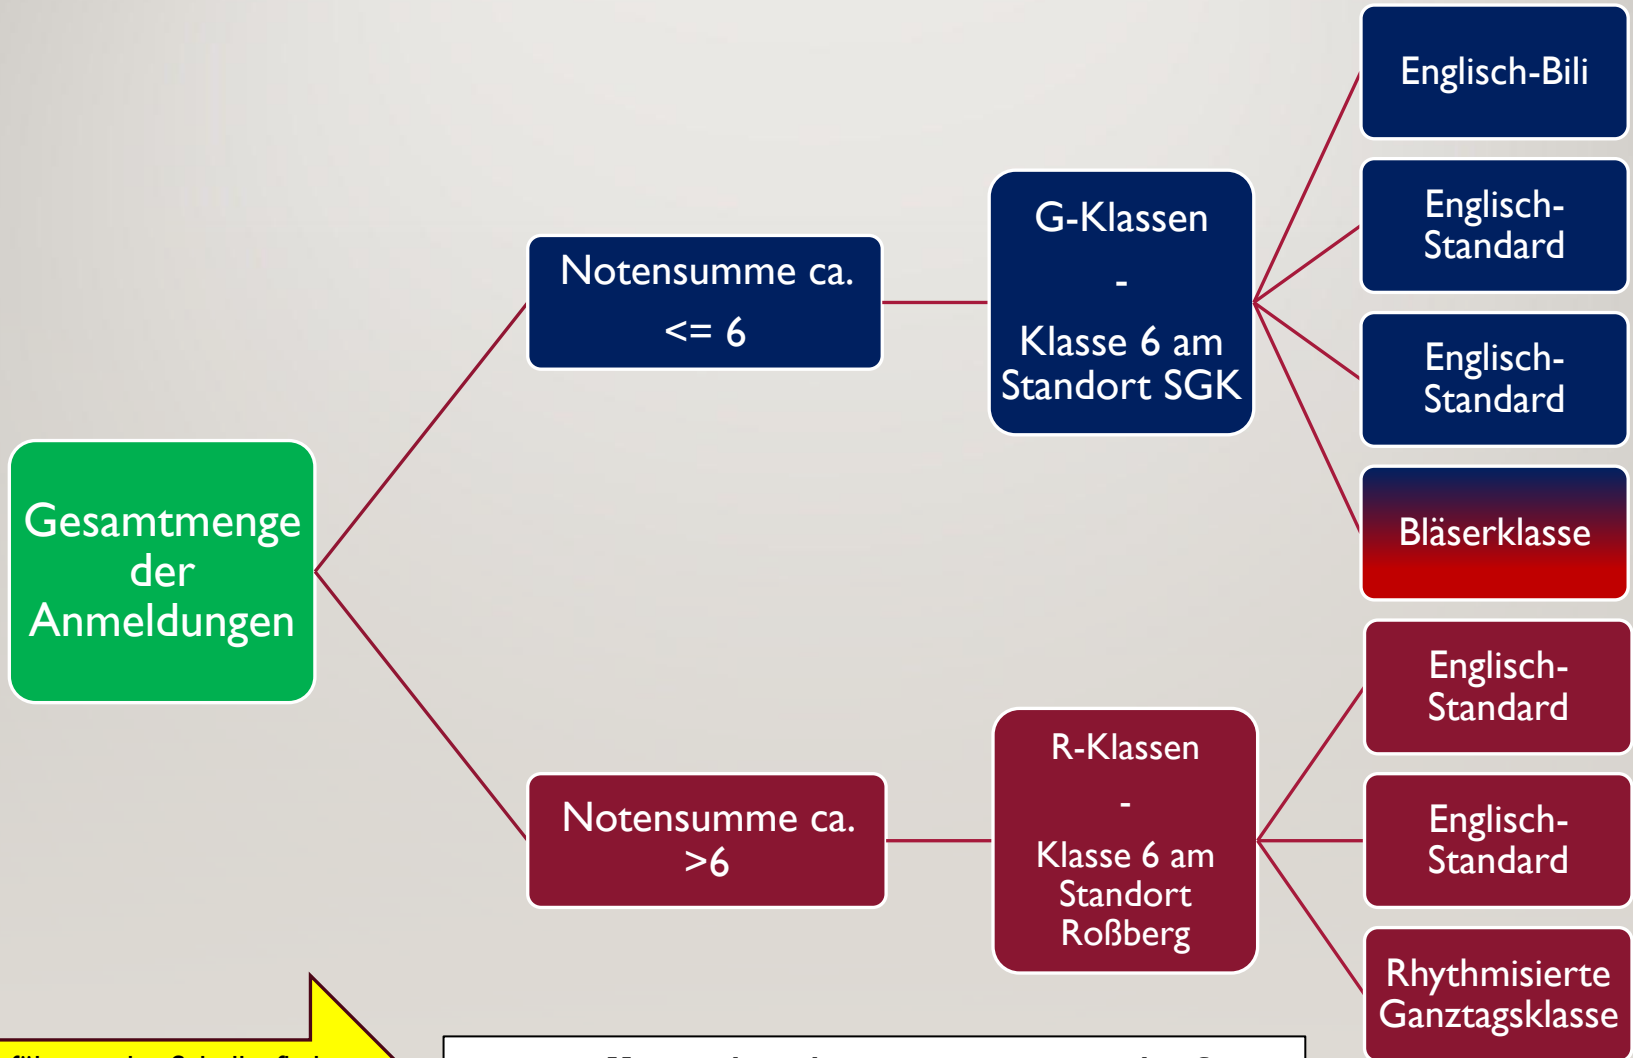 Gesamtmenge
der
Anmeldungen
Notensumme ca.
<= 6
G-Klassen
-
Klasse 6 am
Standort SGK
Englisch-Bili
Englisch-
Standard
Englisch-
Standard
Bläserklasse
Notensumme ca.
>6
R-Klassen
-
Klasse 6 am
Standort
Roßberg
Englisch-
Standard
Englisch-
Standard
Rhythmisierte
Ganztagsklasse